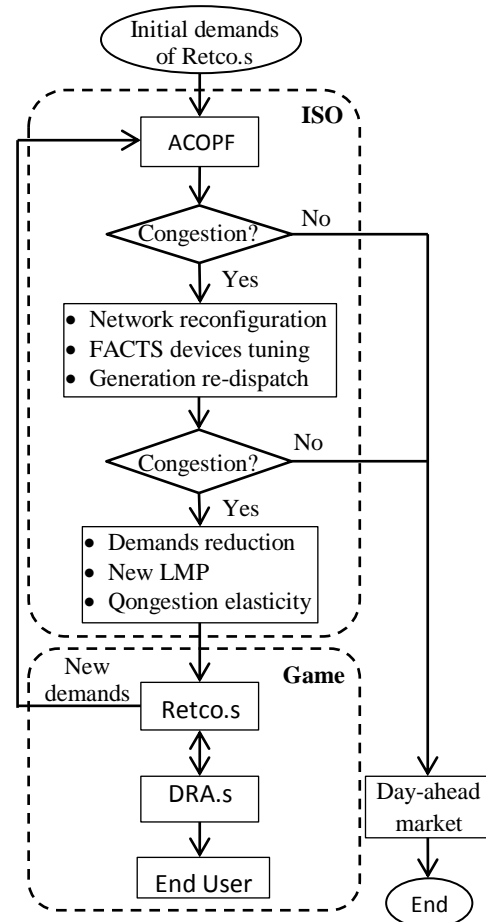 Initial demands
of Retco.s
ISO
ACOPF
Congestion?
No
Yes
• Network reconfiguration
• FACTS devices tuning
• Generation re-dispatch
Congestion?
No
Yes
• Demands reduction
• New LMP
• Qongestion elasticity
New
demands
Game
Retco.s
DRA.s
End User
Day-ahead
market
End